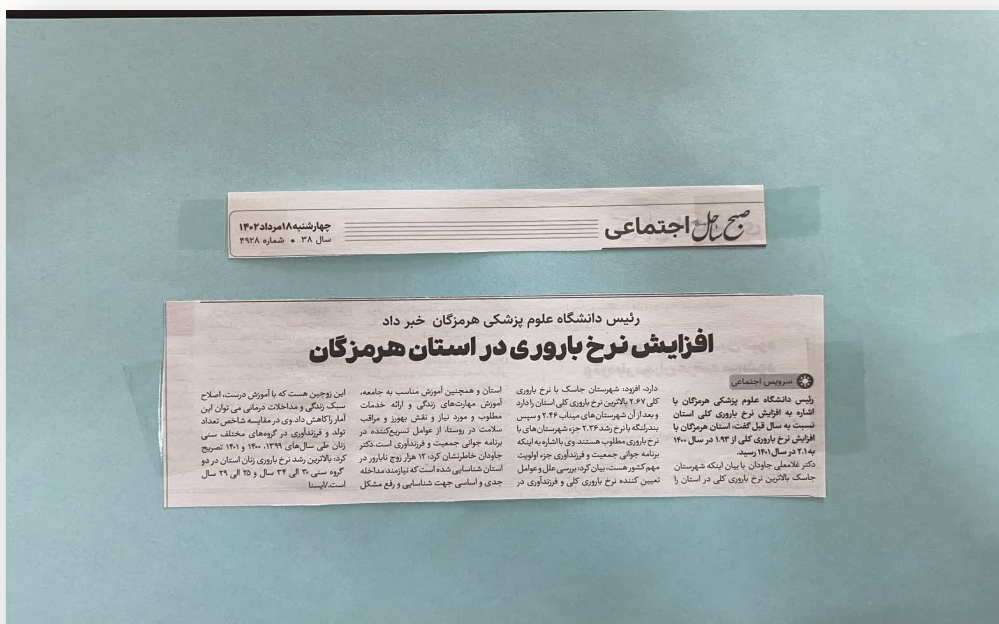 صبح ساحل اجتماعی
چهارشنبه ۱۸ مرداد ۱۴۰۲
سال ۳۸ • شماره ۴۹۲۸
رئیس دانشگاه علوم پزشکی هرمزگان خبر داد
افزایش نرخ باروری در استان هرمزگان
سرویس اجتماعی
رئیس دانشگاه علوم پزشکی هرمزگان با
اشاره به افزایش نرخ باروری کلی استان
نسبت به سال قبل گفت: استان هرمزگان با
افزایش نرخ باروری کلی از ۱.۹۳ در سال ۱۴۰۰
به ۲.۱ در سال ۱۴۰۱ رسید.
دکتر غلامعلی جاودان با بیان اینکه شهرستان
جاسک بالاترین نرخ باروری کلی در استان را
دارد، افزود: شهرستان جاسک با نرخ باروری
کلی ۲.۶۷ بالاترین نرخ باروری کلی استان را دارد
و بعد از آن شهرستان های میناب ۲.۴۶ و سپس
بندرلنگه با نرخ رشد ۲.۳۶ جزء شهرستان های با
نرخ باروری مطلوب هستند. وی با اشاره به اینکه
برنامه جوانی جمعیت و فرزندآوری جزء اولویت
مهم کشور هست، بیان کرد: بررسی علل و عوامل
تعیین کننده نرخ باروری کلی و فرزندآوری در
استان و همچنین آموزش مناسب به جامعه،
آموزش مهارت‌های زندگی و ارائه خدمات
مطلوب و مورد نیاز و نقش بهورز و مراقب
سلامت در روستا، از عوامل تسریع‌کننده در
برنامه جوانی جمعیت و فرزندآوری است. دکتر
جاودان خاطرنشان کرد: ۱۲ هزار زوج نابارور در
استان شناسایی شده است که نیازمند مداخله
جدی و اساسی جهت شناسایی و رفع مشکل
این زوجین هست که با آموزش درست، اصلاح
سبک زندگی و مداخلات درمانی می توان این
آمار را کاهش داد. وی در مقایسه شاخص تعداد
تولد و فرزندآوری در گروه‌های مختلف سنی
زنان طی سال‌های ۱۳۹۹، ۱۴۰۰ و ۱۴۰۱ تصریح
کرد: بالاترین رشد نرخ باروری زنان استان در دو
گروه سنی ۳۰ الی ۳۴ سال و ۲۵ الی ۲۹ سال
است./ایسنا